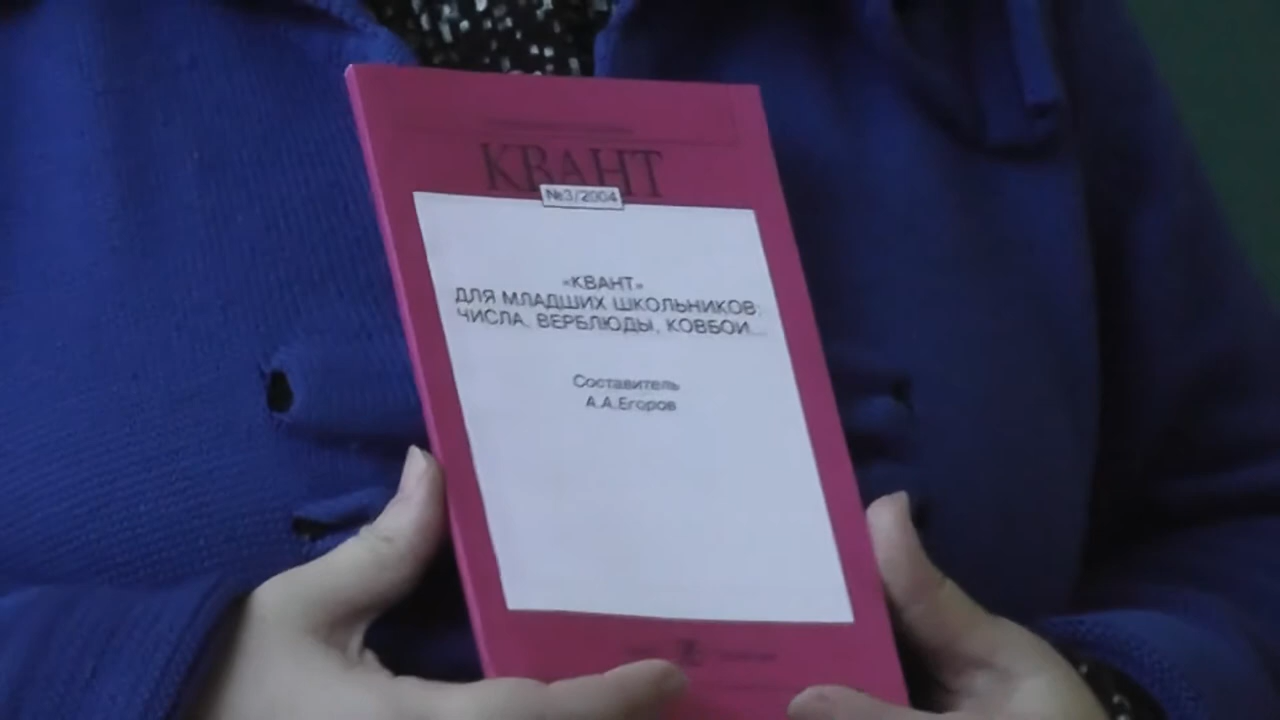 КВАНТ
№3/2004
«КВАНТ»
ДЛЯ МЛАДШИХ ШКОЛЬНИКОВ:
ЧИСЛА, ВЕРБЛЮДЫ, КОВБОИ...
Составитель
А.А.Егоров